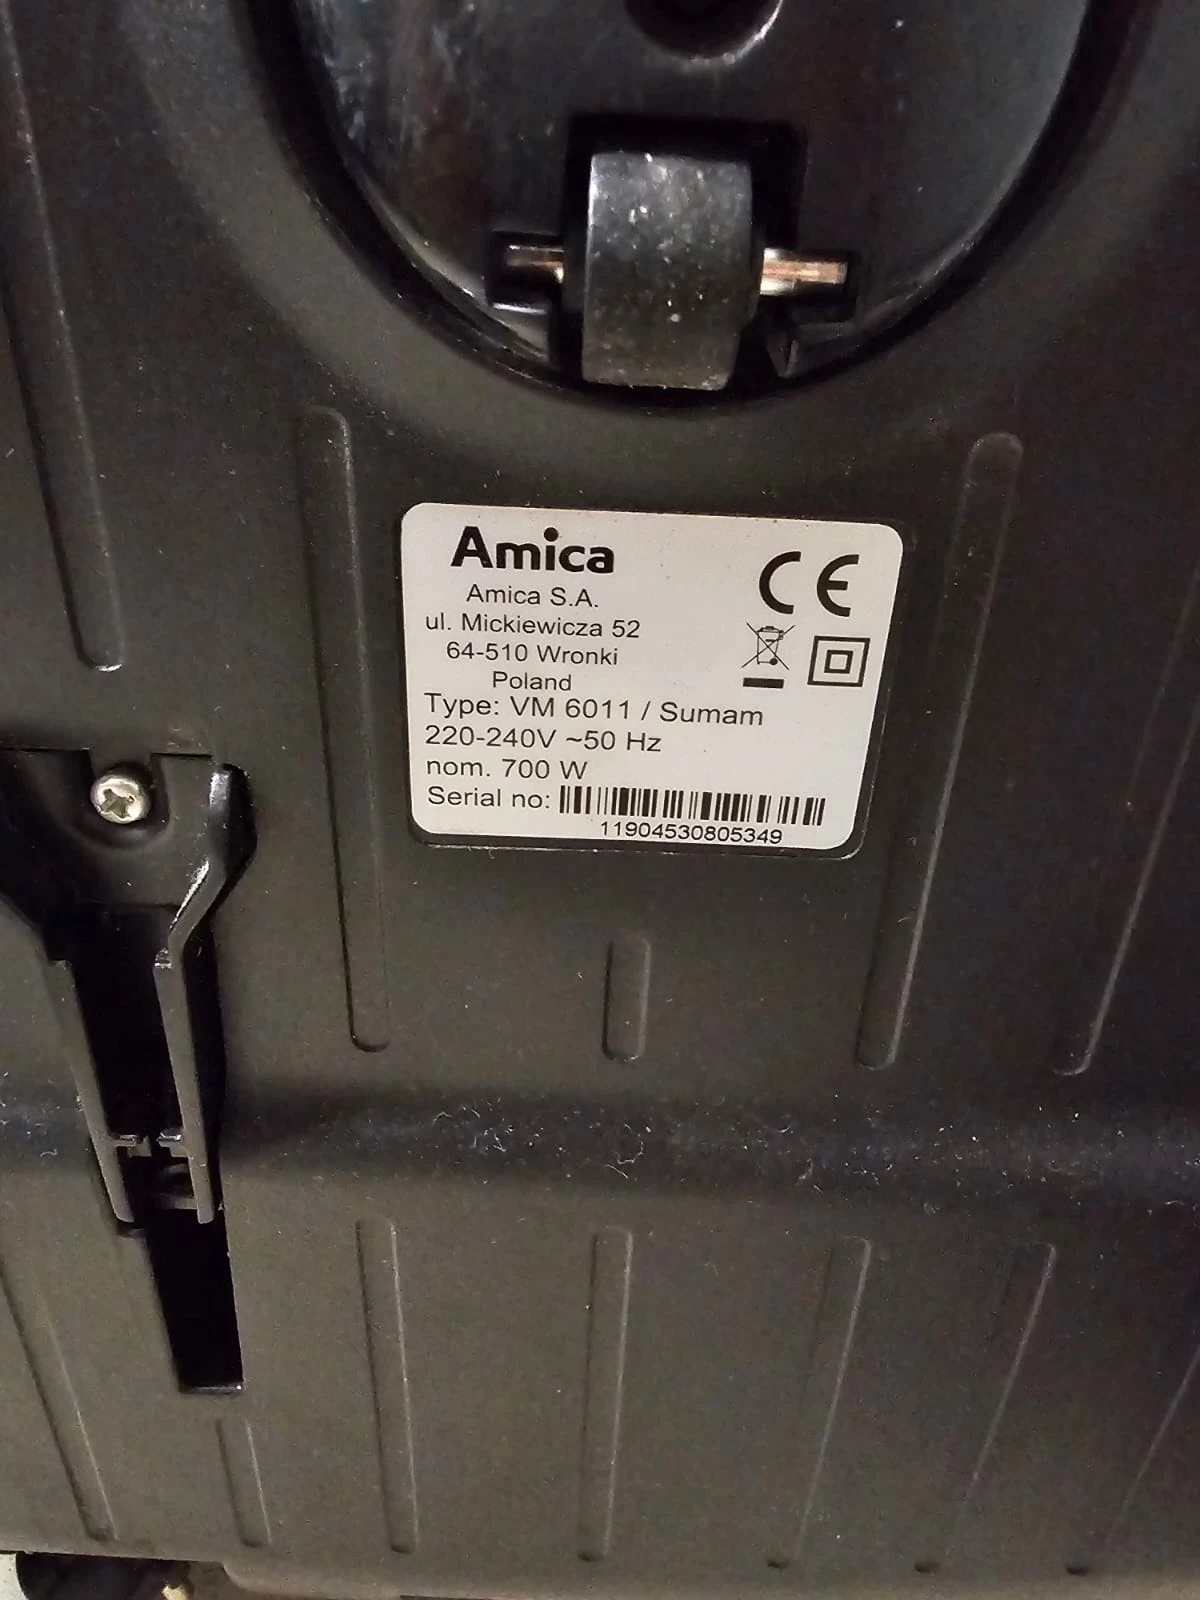 Amica
CE
Amica S.A.
ul. Mickiewicza 52
64-510 Wronki
Poland
Type: VM 6011 / Sumam
220-240V ~50 Hz
nom. 700 W
Serial no:
11904530805349